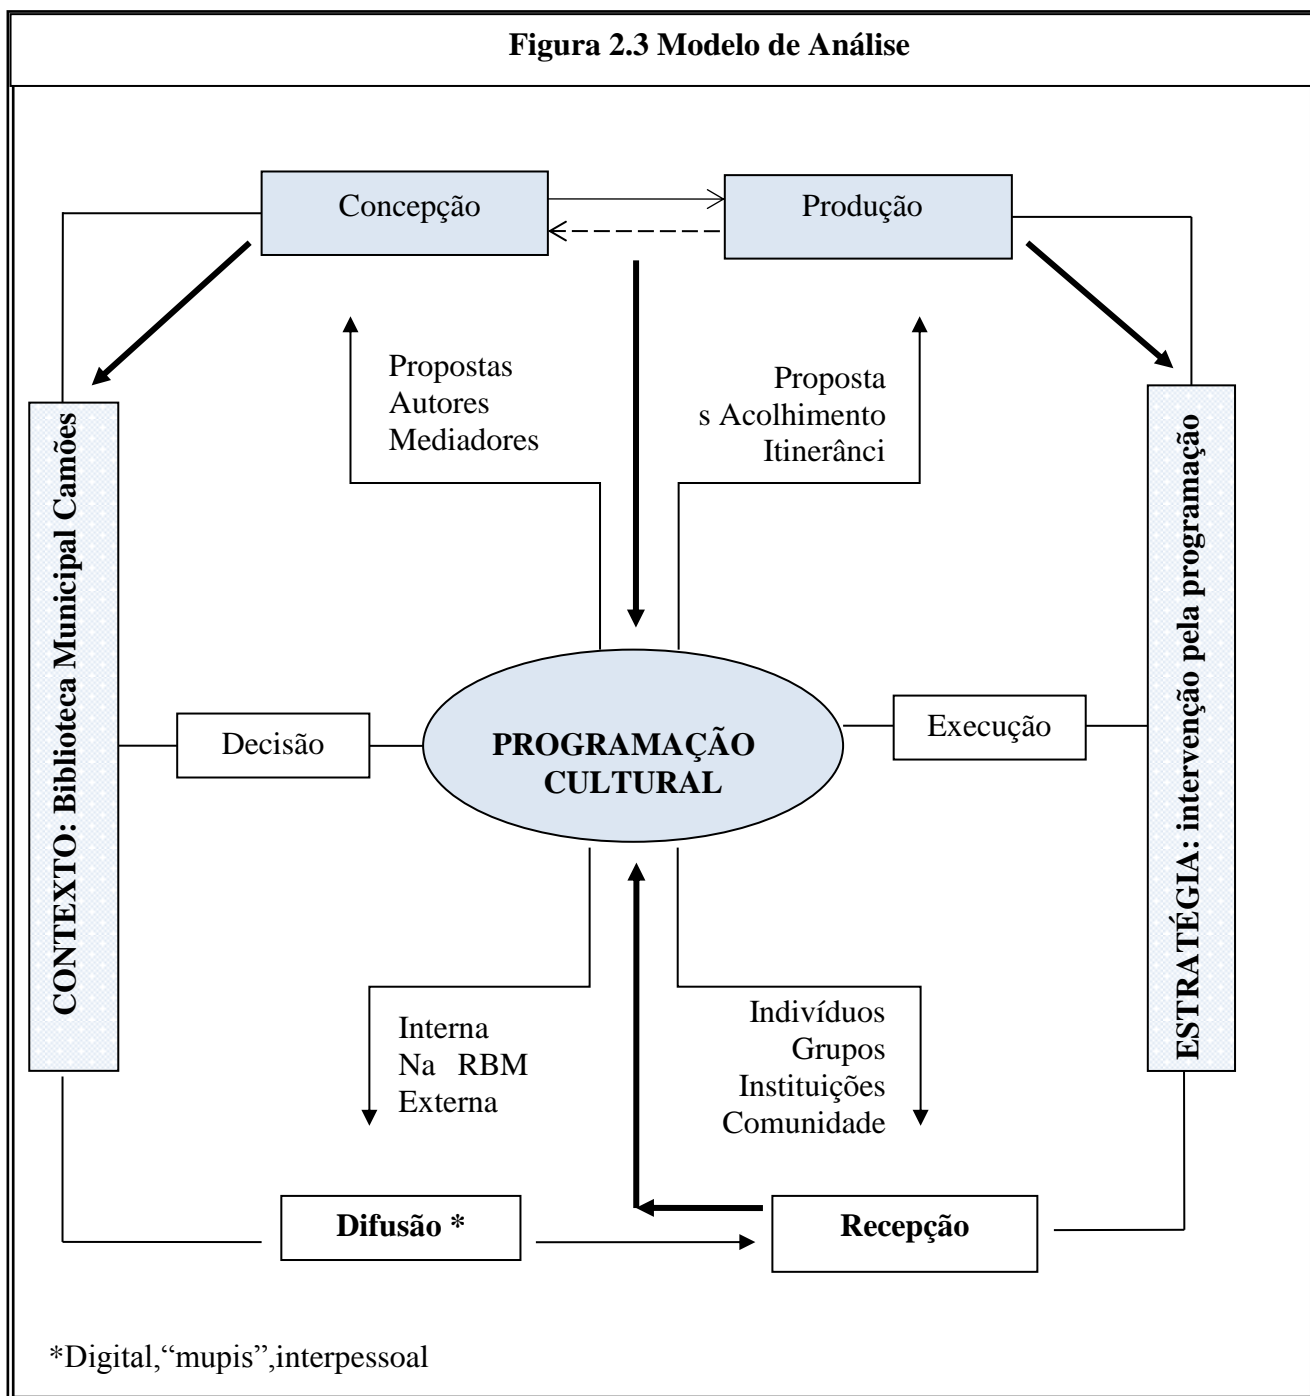 Figura 2.3 Modelo de Análise
Concepção
Produção
Propostas
Autores
Mediadores
Proposta
s Acolhimento
Itinerânci
CONTEXTO: Biblioteca Municipal Camões
ESTRATÉGIA: intervenção pela programação
Decisão
PROGRAMAÇÃO
CULTURAL
Execução
Interna
Na RBM
Externa
Indivíduos
Grupos
Instituições
Comunidade
Difusão *
Recepção
*Digital,“mupis”,interpessoal